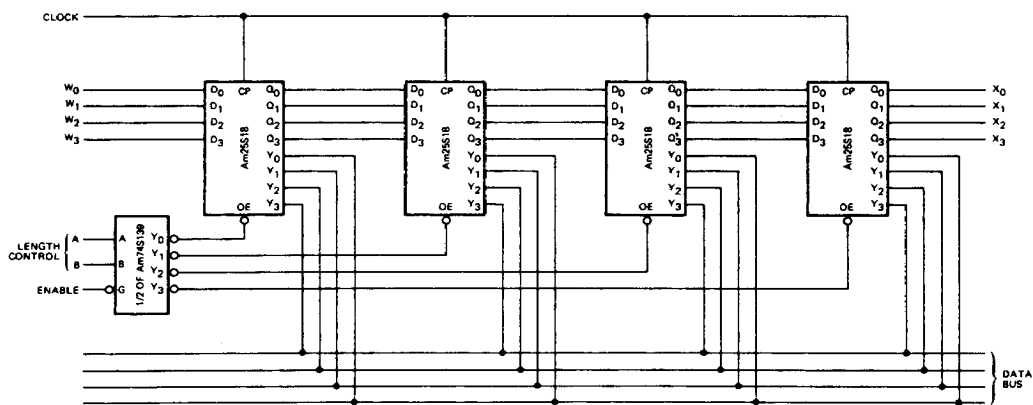 CLOCK
W0
W1
W2
W3
D0
D1
D2
D3
CP
Am25S18
OE
Q0
Q1
Q2
Q3
Y0
Y1
Y2
Y3
D0
D1
D2
D3
CP
Am25S18
OE
Q0
Q1
Q2
Q3
Y0
Y1
Y2
Y3
D0
D1
D2
D3
CP
Am25S18
OE
Q0
Q1
Q2
Q3
Y0
Y1
Y2
Y3
D0
D1
D2
D3
CP
Am25S18
OE
Q0
Q1
Q2
Q3
Y0
Y1
Y2
Y3
X0
X1
X2
X3
LENGTH
CONTROL
A
B
ENABLE
A
B
G
1/2 OF Am74S139
Y0
Y1
Y2
Y3
DATA
BUS